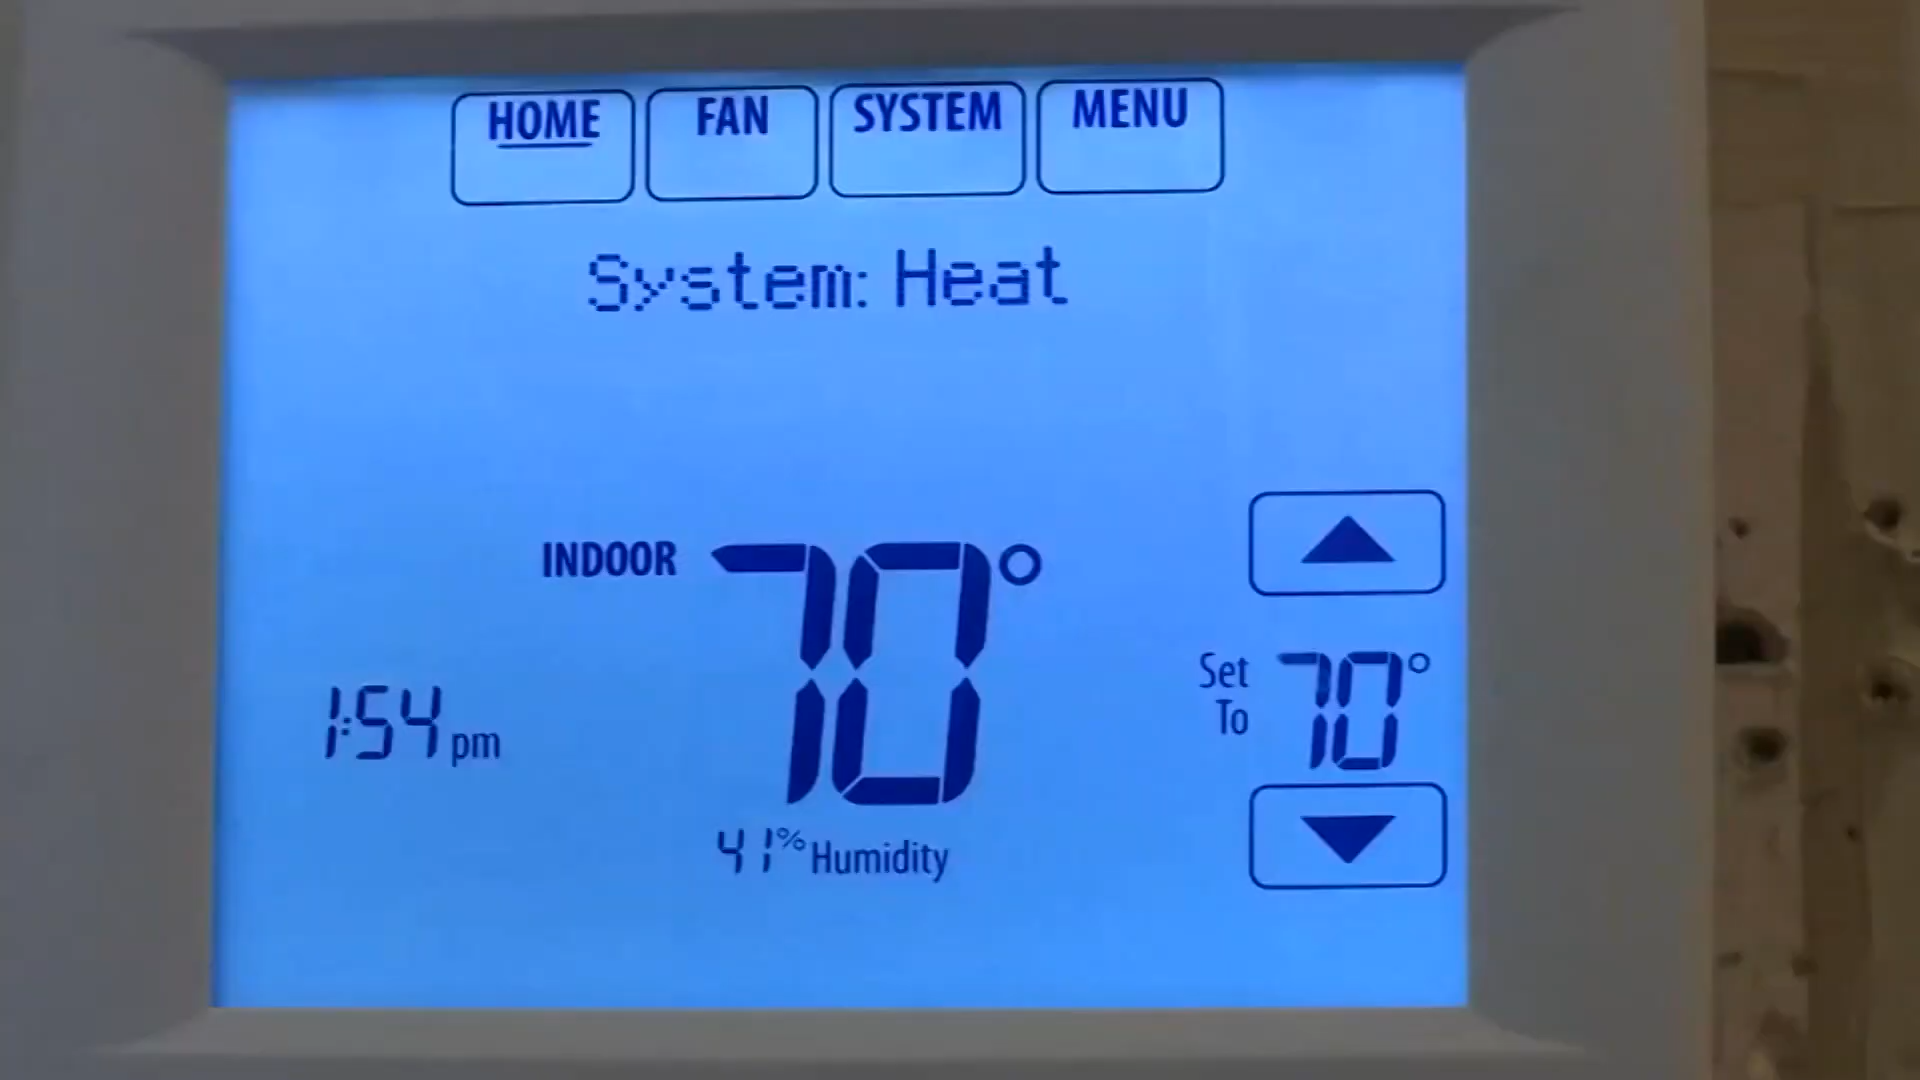 HOME FAN SYSTEM MENU
System: Heat
INDOOR 70°
Set To 70°
1:54 pm
41% Humidity